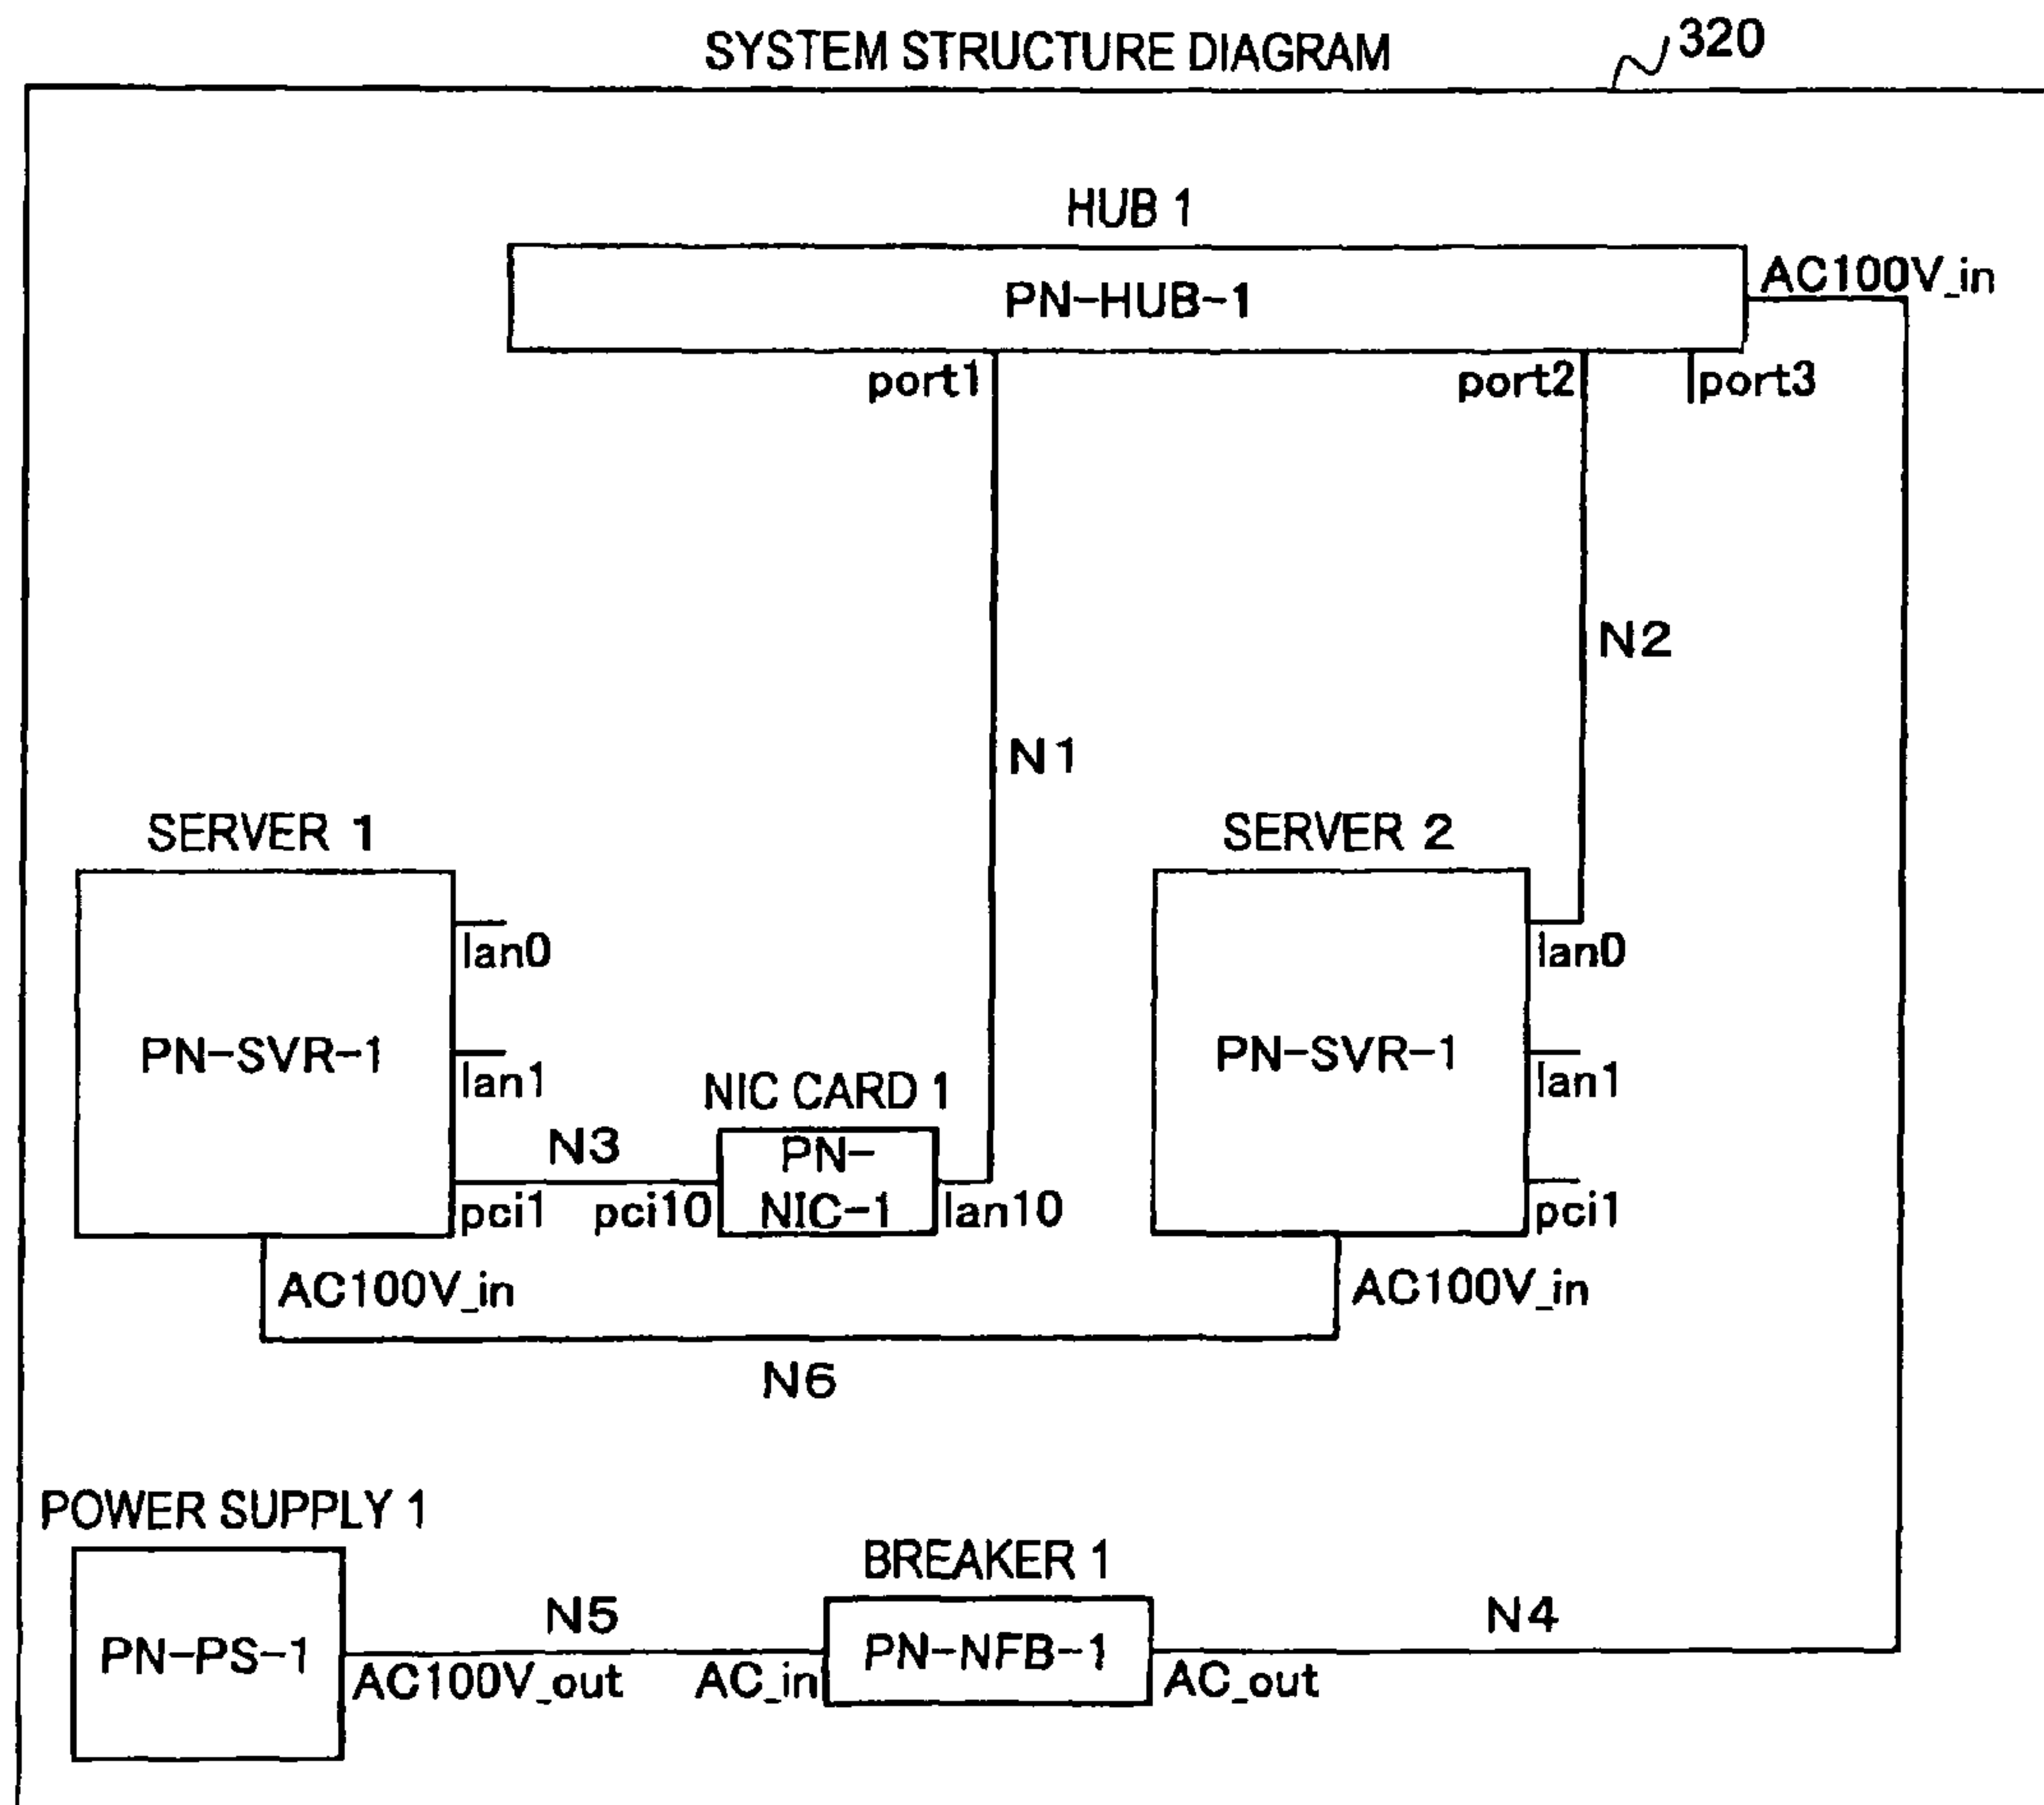 SYSTEM STRUCTURE DIAGRAM
320
HUB 1
PN-HUB-1
AC100V_in
port1
port2
port3
N2
N1
SERVER 1
SERVER 2
lan0
lan0
PN-SVR-1
PN-SVR-1
lan1
lan1
NIC CARD 1
N3
PN-
NIC-1
pci1
pci10
lan10
pci1
AC100V_in
AC100V_in
N6
POWER SUPPLY 1
BREAKER 1
N5
N4
PN-PS-1
PN-NFB-1
AC100V_out
AC_in
AC_out